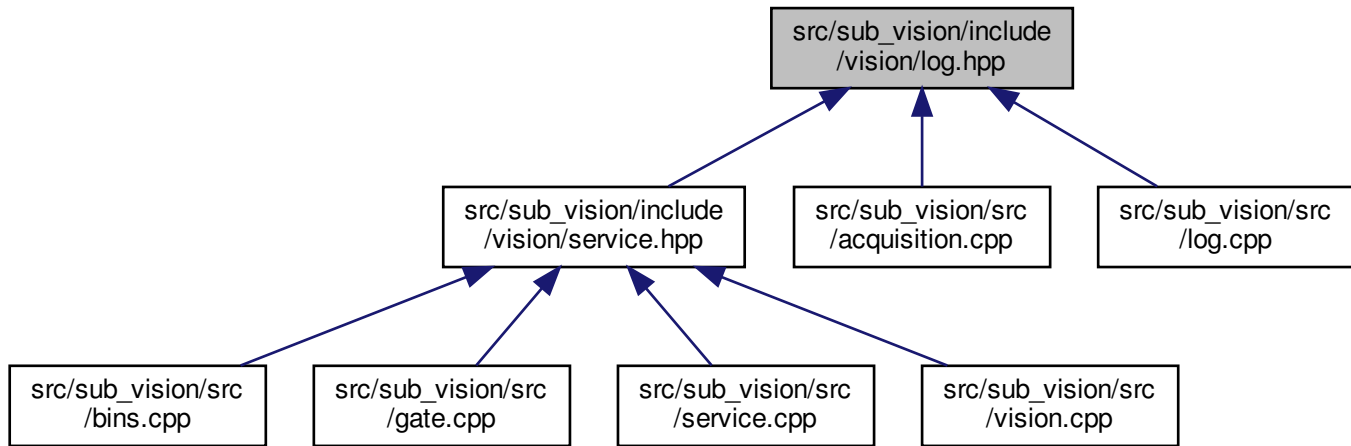 src/sub_vision/include
/vision/log.hpp
src/sub_vision/include
/vision/service.hpp
src/sub_vision/src
/acquisition.cpp
src/sub_vision/src
/log.cpp
src/sub_vision/src
/bins.cpp
src/sub_vision/src
/gate.cpp
src/sub_vision/src
/service.cpp
src/sub_vision/src
/vision.cpp